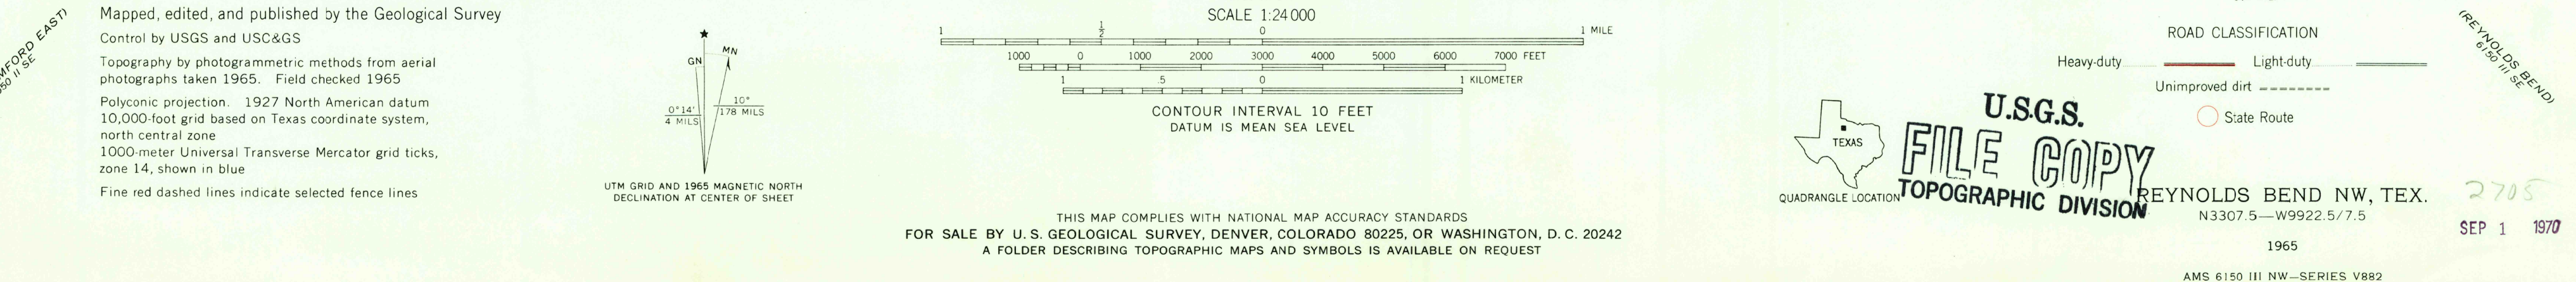 Mapped, edited, and published by the Geological Survey
Control by USGS and USC&GS
Topography by photogrammetric methods from aerial
photographs taken 1965. Field checked 1965
Polyconic projection. 1927 North American datum
10,000-foot grid based on Texas coordinate system,
north central zone
1000-meter Universal Transverse Mercator grid ticks,
zone 14, shown in blue
Fine red dashed lines indicate selected fence lines
MN
GN
0°14′
4 MILS
10°
178 MILS
UTM GRID AND 1965 MAGNETIC NORTH
DECLINATION AT CENTER OF SHEET
SCALE 1:24 000
1 ½ 0 1 MILE
1000 0 1000 2000 3000 4000 5000 6000 7000 FEET
1 .5 0 1 KILOMETER
CONTOUR INTERVAL 10 FEET
DATUM IS MEAN SEA LEVEL
THIS MAP COMPLIES WITH NATIONAL MAP ACCURACY STANDARDS
FOR SALE BY U. S. GEOLOGICAL SURVEY, DENVER, COLORADO 80225, OR WASHINGTON, D. C. 20242
A FOLDER DESCRIBING TOPOGRAPHIC MAPS AND SYMBOLS IS AVAILABLE ON REQUEST
TEXAS
QUADRANGLE LOCATION
U.S.G.S.
FILE COPY
TOPOGRAPHIC DIVISION
ROAD CLASSIFICATION
Heavy-duty Light-duty
Unimproved dirt
State Route
(REYNOLDS BEND)
6150 III SE
REYNOLDS BEND NW, TEX.
N3307.5—W9922.5/7.5
1965
AMS 6150 III NW—SERIES V882
2705
SEP 1 1970